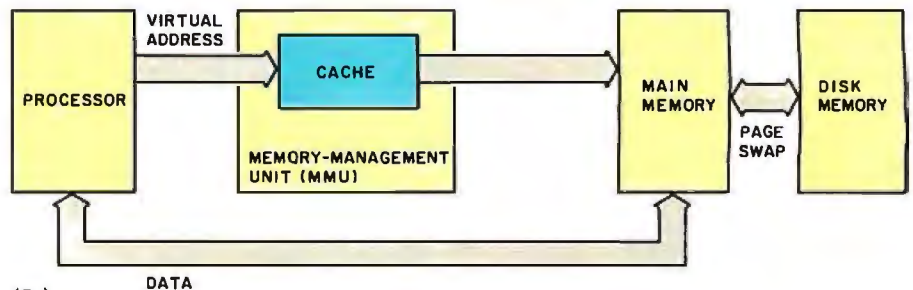 VIRTUAL
ADDRESS
PROCESSOR
CACHE
MEMORY-MANAGEMENT
UNIT (MMU)
MAIN
MEMORY
PAGE
SWAP
DISK
MEMORY
DATA